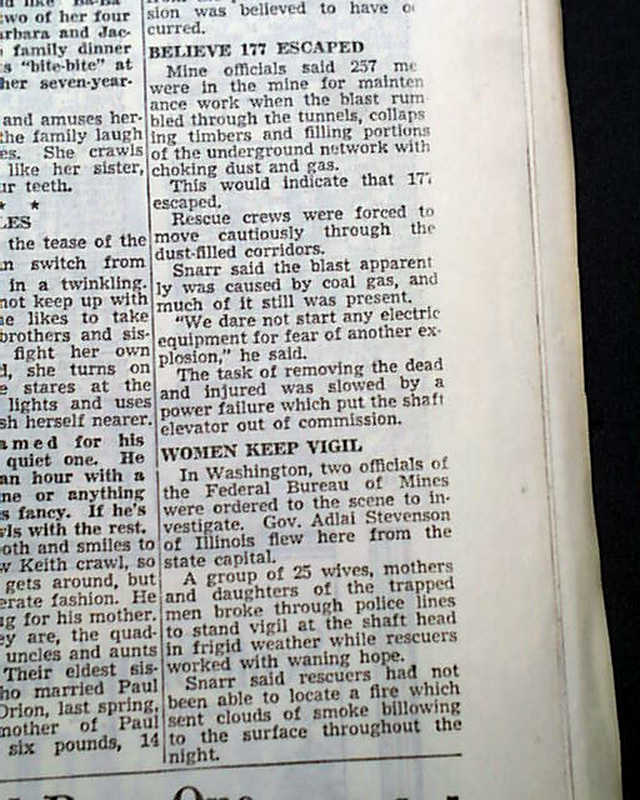 two of her four
arbara and Jac-
family dinner
s "bite-bite" at
her seven-year-
and amuses her-
the family laugh
es. She crawls
like her sister,
ur teeth.
* *
LES
the tease of the
an switch from
in a twinkling.
not keep up with
he likes to take
brothers and sis-
fight her own
d, she turns on
e stares at the
lights and uses
sh herself nearer.
amed for his
quiet one. He
an hour with a
ne or anything
s fancy. If he's
wls with the rest.
ooth and smiles to
w Keith crawl, so
gets around, but
erate fashion. He
ng for his mother.
ey are, the quad-
uncles and aunts
Their eldest sis-
ho married Paul
Orion, last spring,
mother of Paul
six pounds, 14
sion was believed to have oc
curred.
BELIEVE 177 ESCAPED
Mine officials said 257 me
were in the mine for mainten
ance work when the blast rum
bled through the tunnels, collaps
ing timbers and filling portions
of the underground network with
choking dust and gas.
This would indicate that 177
escaped.
Rescue crews were forced to
move cautiously through the
dust-filled corridors.
Snarr said the blast apparent
ly was caused by coal gas, and
much of it still was present.
"We dare not start any electric
equipment for fear of another ex-
plosion," he said.
The task of removing the dead
and injured was slowed by a
power failure which put the shaft
elevator out of commission.
WOMEN KEEP VIGIL
In Washington, two officials of
the Federal Bureau of Mines
were ordered to the scene to in-
vestigate. Gov. Adlai Stevenson
of Illinois flew here from the
state capital.
A group of 25 wives, mothers
and daughters of the trapped
men broke through police lines
to stand vigil at the shaft head
in frigid weather while rescuers
worked with waning hope.
Snarr said rescuers had not
been able to locate a fire which
sent clouds of smoke billowing
to the surface throughout the
night.